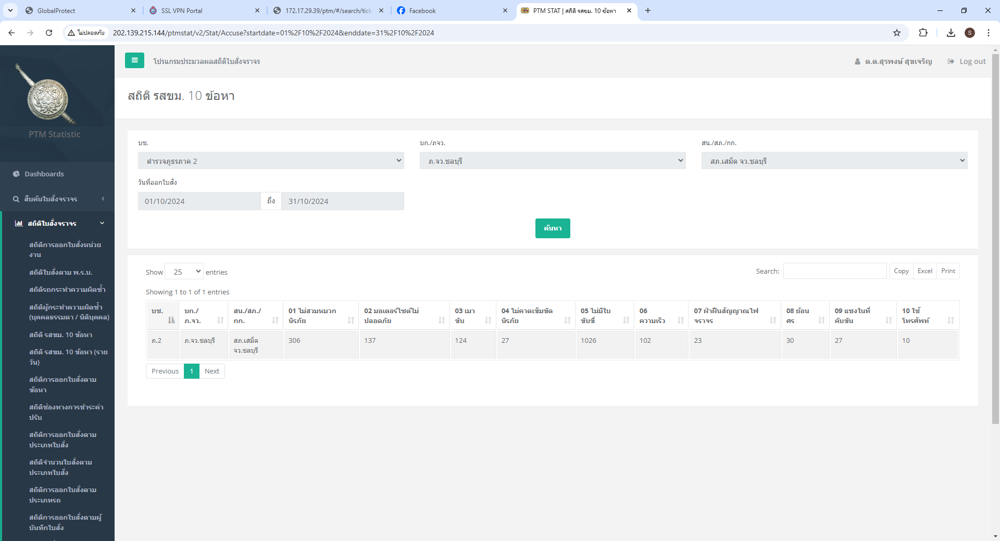 GlobalProtect
SSL VPN Portal
172.17.29.39/ptm/#/search/tick
Facebook
PTM STAT | สถิติ รสขม. 10 ข้อหา
ไม่ปลอดภัย
202.139.215.144/ptmstat/v2/Stat/Accuse?startdate=01%2F10%2F2024&enddate=31%2F10%2F2024
S
PTM Statistic
Dashboards
สืบค้นใบสั่งจราจร
สถิติใบสั่งจราจร
สถิติการออกใบสั่งหน่วย
งาน
สถิติใบสั่งตาม พ.ร.บ.
สถิติรถกระทำความผิดซ้ำ
สถิติผู้กระทำความผิดซ้ำ
(บุคคลธรรมดา / นิติบุคคล)
สถิติ รสขม. 10 ข้อหา
สถิติ รสขม. 10 ข้อหา (ราย
วัน)
สถิติการออกใบสั่งตาม
ข้อหา
สถิติช่องทางการชำระค่า
ปรับ
สถิติการออกใบสั่งตาม
ประเภทใบสั่ง
สถิติจำนวนใบสั่งตาม
ประเภทใบสั่ง
สถิติการออกใบสั่งตาม
ประเภทรถ
สถิติการออกใบสั่งตามผู้
บันทึกใบสั่ง
โปรแกรมประมวลผลสถิติใบสั่งจราจร
ด.ต.สุรพงษ์ สุขเจริญ
Log out
สถิติ รสขม. 10 ข้อหา
บช.
บก./ภจว.
สน./สภ./กก.
ตำรวจภูธรภาค 2
ภ.จว.ชลบุรี
สภ.เสม็ด จว.ชลบุรี
วันที่ออกใบสั่ง
01/10/2024 ถึง 31/10/2024
ค้นหา
Show 25 entries
Search:
Copy Excel Print
Showing 1 to 1 of 1 entries
บช.
บก./
ภ.จว.
สน./สภ./
กก.
01 ไม่สวมหมวก
นิรภัย
02 มอเตอร์ไซต์ไม่
ปลอดภัย
03 เมา
ขับ
04 ไม่คาดเข็มขัด
นิรภัย
05 ไม่มีใบ
ขับขี่
06
ความเร็ว
07 ฝ่าฝืนสัญญาณไฟ
จราจร
08 ย้อน
ศร
09 แซงในที่
คับขัน
10 ใช้
โทรศัพท์
ภ.2
ภ.จว.ชลบุรี
สภ.เสม็ด
จว.ชลบุรี
306
137
124
27
1026
102
23
30
27
10
Previous 1 Next